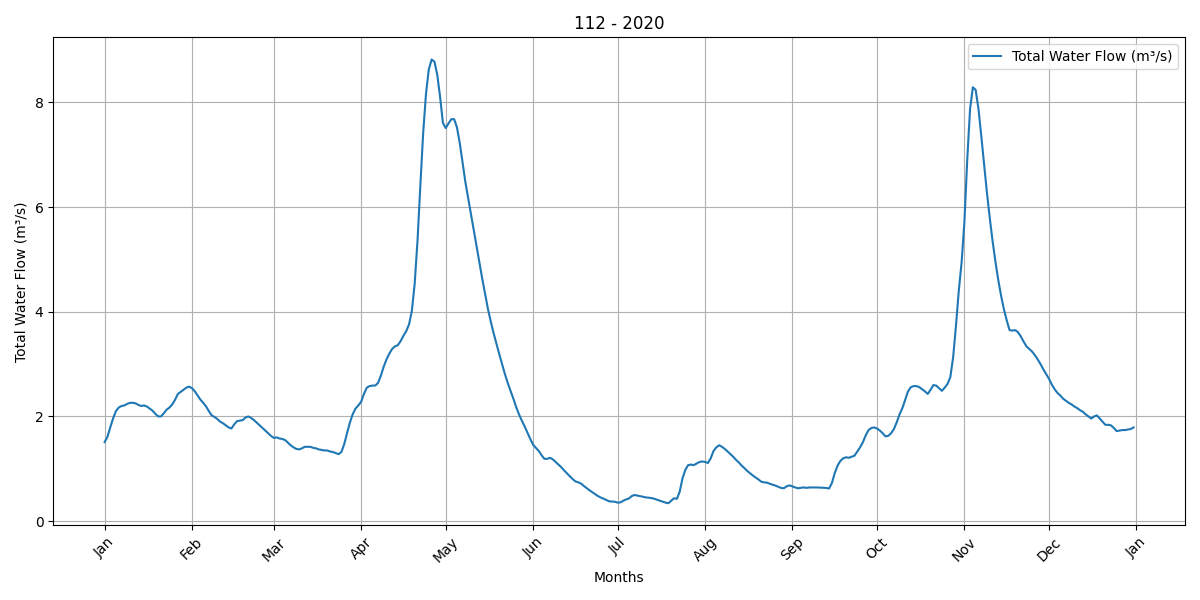 112 - 2020
Total Water Flow (m³/s)
Total Water Flow (m³/s)
8
6
4
2
0
Jan
Feb
Mar
Apr
May
Jun
Jul
Aug
Sep
Oct
Nov
Dec
Jan
Months